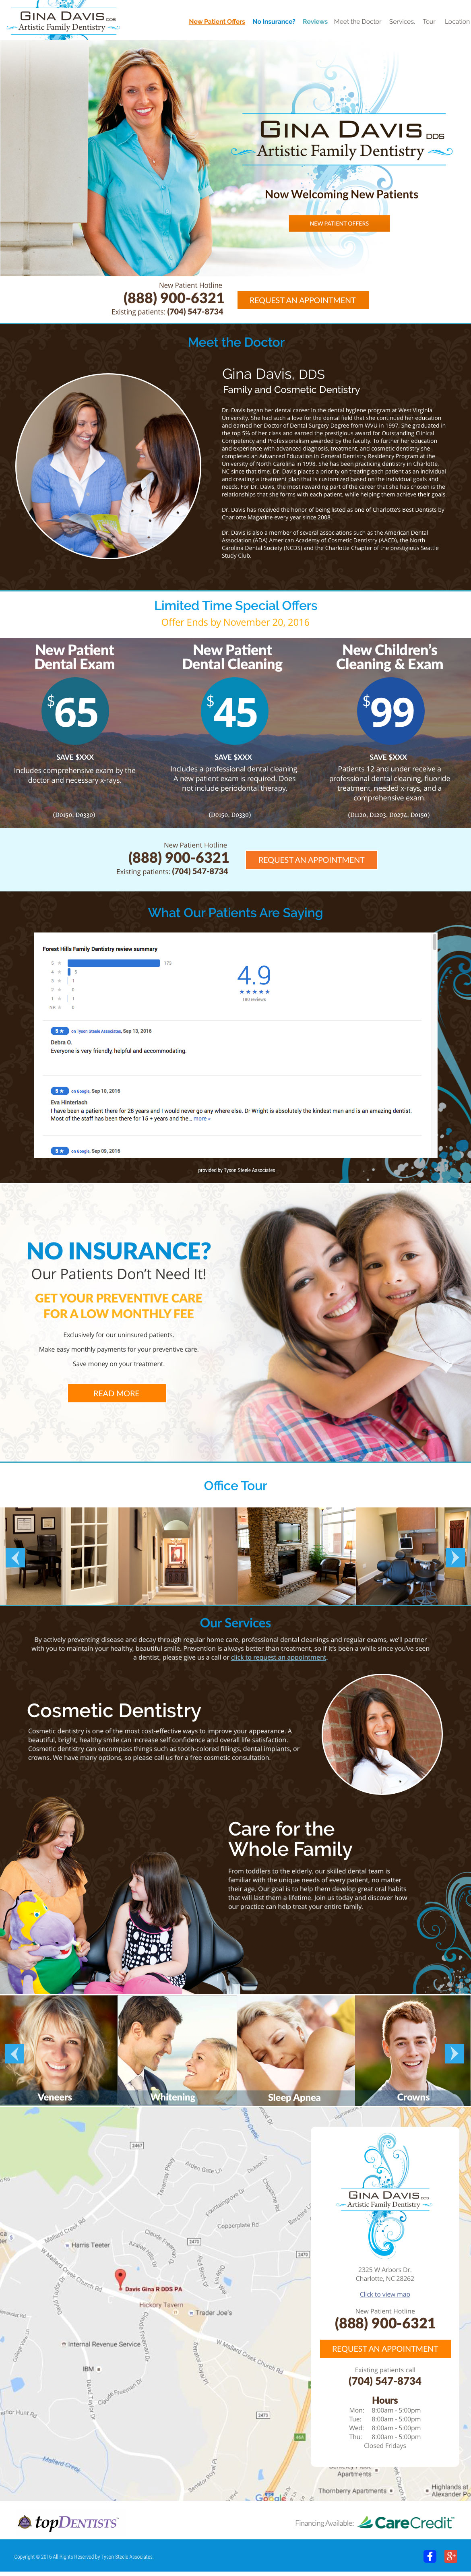 GINA DAVIS DDS
Artistic Family Dentistry
New Patient Offers No Insurance? Reviews Meet the Doctor Services Tour Location
GINA DAVIS DDS
Artistic Family Dentistry
Now Welcoming New Patients
NEW PATIENT OFFERS
New Patient Hotline
(888) 900-6321
Existing patients: (704) 547-8734
REQUEST AN APPOINTMENT
Meet the Doctor
Gina Davis, DDS
Family and Cosmetic Dentistry
Dr. Davis began her dental career in the dental hygiene program at West Virginia
University. She had such a love for the dental field that she continued her education
and earned her Doctor of Dental Surgery Degree from WVU in 1997. She graduated in
the top 5% of her class and earned the prestigious award for Outstanding Clinical
Competency and Professionalism awarded by the faculty. To further her education
and experience with advanced diagnosis, treatment, and cosmetic dentistry she
completed an Advanced Education in General Dentistry Residency Program at the
University of North Carolina in 1998. She has been practicing dentistry in Charlotte,
NC since that time. Dr. Davis places a priority on treating each patient as an individual
and creating a treatment plan that is customized based on the individual goals and
needs. For Dr. Davis, the most rewarding part of the career that she has chosen is the
relationships that she forms with each patient, while helping them achieve their goals.
Dr. Davis has received the honor of being listed as one of Charlotte's Best Dentists by
Charlotte Magazine every year since 2008.
Dr. Davis is also a member of several associations such as the American Dental
Association (ADA) American Academy of Cosmetic Dentistry (AACD), the North
Carolina Dental Society (NCDS) and the Charlotte Chapter of the prestigious Seattle
Study Club.
Limited Time Special Offers
Offer Ends by November 20, 2016
New Patient
Dental Exam
$65
SAVE $XXX
Includes comprehensive exam by the
doctor and necessary x-rays.
(D0150, D0330)
New Patient
Dental Cleaning
$45
SAVE $XXX
Includes a professional dental cleaning.
A new patient exam is required. Does
not include periodontal therapy.
(D0150, D0330)
New Children's
Cleaning & Exam
$99
SAVE $XXX
Patients 12 and under receive a
professional dental cleaning, fluoride
treatment, needed x-rays, and a
comprehensive exam.
(D1120, D1203, D0274, D0150)
New Patient Hotline
(888) 900-6321
Existing patients: (704) 547-8734
REQUEST AN APPOINTMENT
What Our Patients Are Saying
Forest Hills Family Dentistry review summary
5 ★ 175
4 ★ 3
3 ★ 1
2 ★ 0
1 ★ 1
NR ★ 0
4.9
★★★★★
180 reviews
5 ★ on Tyson Steele Associates, Sep 13, 2016
Debra O.
Everyone is very friendly, helpful and accommodating.
5 ★ on Google, Sep 10, 2016
Eva Hinterlach
I have been a patient there for 28 years and I would never go any where else. Dr Wright is absolutely the kindest man and is an amazing dentist.
Most of the staff has been there for 15 + years and the... more »
5 ★ on Google, Sep 09, 2016
provided by Tyson Steele Associates
NO INSURANCE?
Our Patients Don't Need It!
GET YOUR PREVENTIVE CARE
FOR A LOW MONTHLY FEE
Exclusively for our uninsured patients.
Make easy monthly payments for your preventive care.
Save money on your treatment.
READ MORE
Office Tour
Our Services
By actively preventing disease and decay through regular home care, professional dental cleanings and regular exams, we'll partner
with you to maintain your healthy, beautiful smile. Prevention is always better than treatment, so if it's been a while since you've seen
a dentist, please give us a call or click to request an appointment.
Cosmetic Dentistry
Cosmetic dentistry is one of the most cost-effective ways to improve your appearance. A
beautiful, bright, healthy smile can increase self confidence and overall life satisfaction.
Cosmetic dentistry can encompass things such as tooth-colored fillings, dental implants, or
crowns. We have many options, so please call us for a free cosmetic consultation.
Care for the
Whole Family
From toddlers to the elderly, our skilled dental team is
familiar with the unique needs of every patient, no matter
their age. Our goal is to help them develop great oral habits
that will last them a lifetime. Join us today and discover how
our practice can help treat your entire family.
Veneers
Whitening
Sleep Apnea
Crowns
2467
Arden Gate Ln
Fountaingrove Dr
Copperplate Rd
Mallard Creek Rd
Harris Teeter
2470
2470
W Mallard Creek Church Rd
Davis Gina R DDS PA
Hickory Tavern
Trader Joe's
Internal Revenue Service
IBM
David Taylor Dr
Claude Freeman Dr
Senator Royall Dr
2472
W Mallard Creek Church Rd
Mallard Creek
Google
Apartments
Thornberry Apartments
Highlands at
Alexander Po
GINA DAVIS DDS
Artistic Family Dentistry
2325 W Arbors Dr.
Charlotte, NC 28262
Click to view map
New Patient Hotline
(888) 900-6321
REQUEST AN APPOINTMENT
Existing patients call
(704) 547-8734
Hours
Mon: 8:00am - 5:00pm
Tue: 8:00am - 5:00pm
Wed: 8:00am - 5:00pm
Thu: 8:00am - 5:00pm
Closed Fridays
topDENTISTS
Financing Available: CareCredit
Copyright © 2016 All Rights Reserved by Tyson Steele Associates.